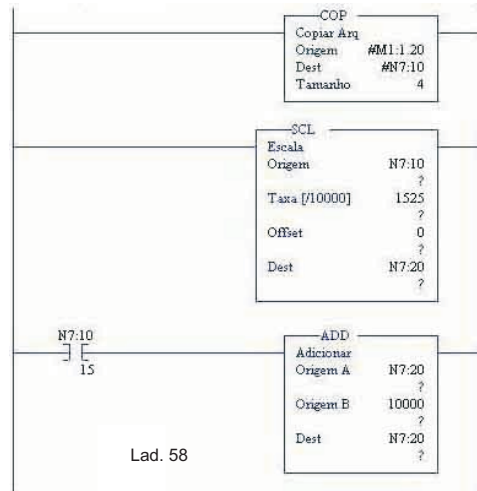 COP
Copiar Arq
Origem #M1:1.20
Dest #N7:10
Tamanho 4
SCL
Escala
Origem N7:10
?
Taxa [/10000] 1525
?
Offset 0
?
Dest N7:20
?
N7:10
15
ADD
Adicionar
Origem A N7:20
?
Origem B 10000
?
Dest N7:20
?
Lad. 58